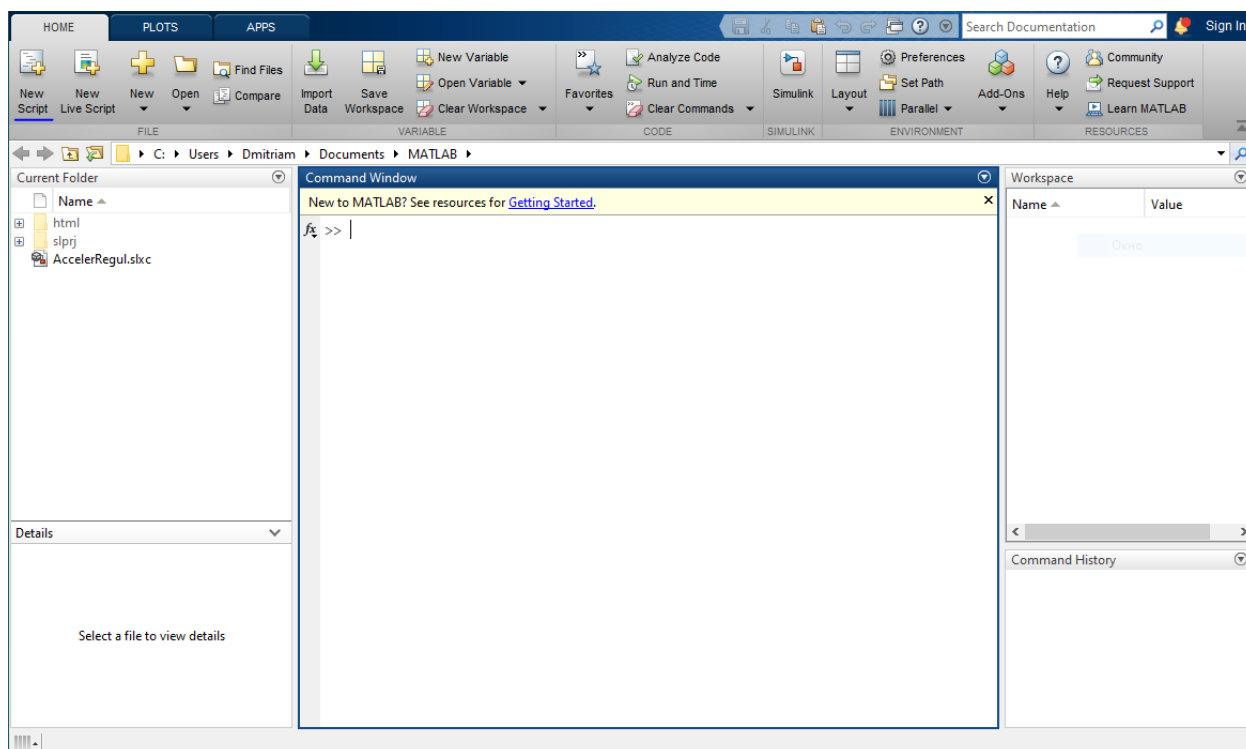 HOME PLOTS APPS Search Documentation Sign In
New Script
New Live Script
New
Open
Find Files
Compare
FILE
Import Data
Save Workspace
New Variable
Open Variable
Clear Workspace
VARIABLE
Favorites
Analyze Code
Run and Time
Clear Commands
CODE
Simulink
SIMULINK
Layout
Preferences
Set Path
Parallel
Add-Ons
ENVIRONMENT
Help
Community
Request Support
Learn MATLAB
RESOURCES
C: Users Dmitriam Documents MATLAB
Current Folder
Name
html
slprj
AccelerRegul.slxc
Details
Select a file to view details
Command Window
New to MATLAB? See resources for Getting Started.
fx >>
Workspace
Name Value
Окно
Command History